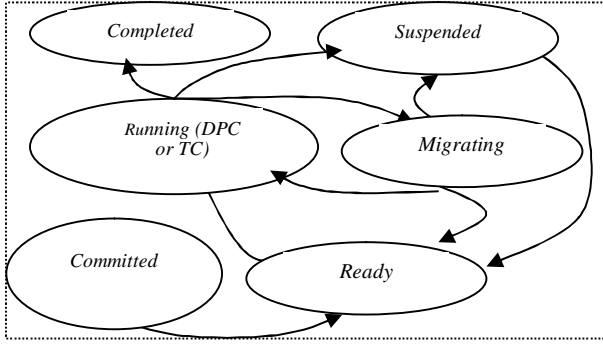 Completed
Suspended
Running (DPC
or TC)
Migrating
Committed
Ready